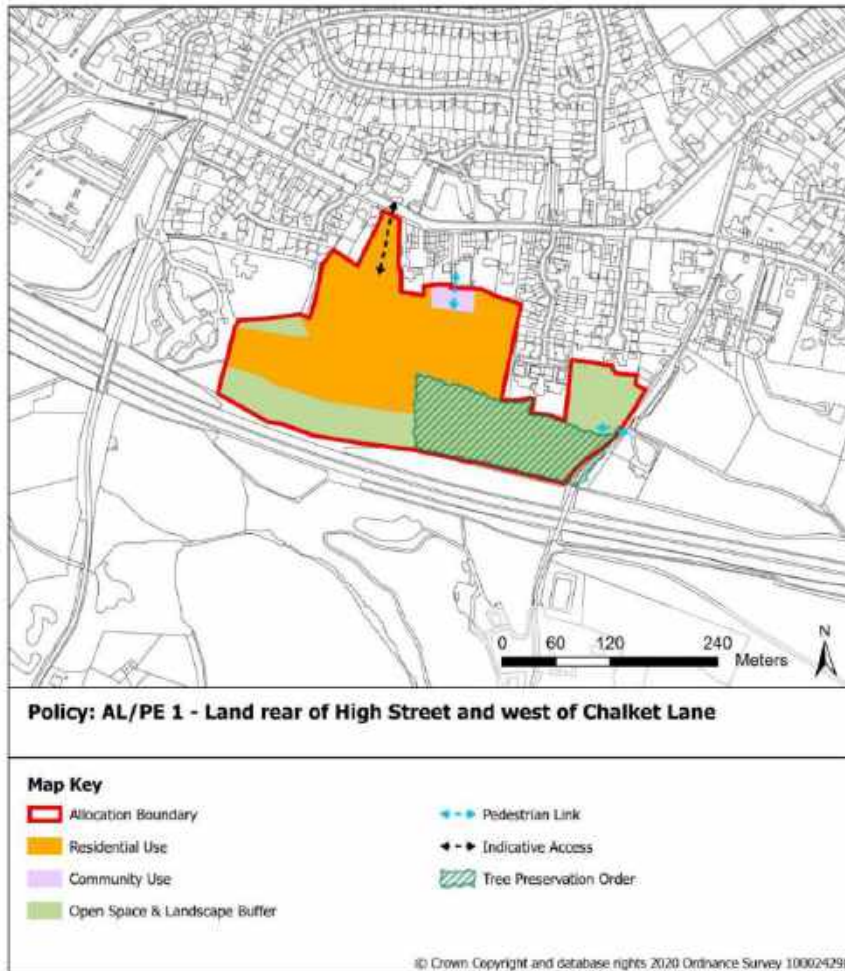 N
0 60 120 240
Meters
Policy: AL/PE 1 - Land rear of High Street and west of Chalket Lane
Map Key
Allocation Boundary
Residential Use
Community Use
Open Space & Landscape Buffer
Pedestrian Link
Indicative Access
Tree Preservation Order
© Crown Copyright and database rights 2020 Ordnance Survey 100024298